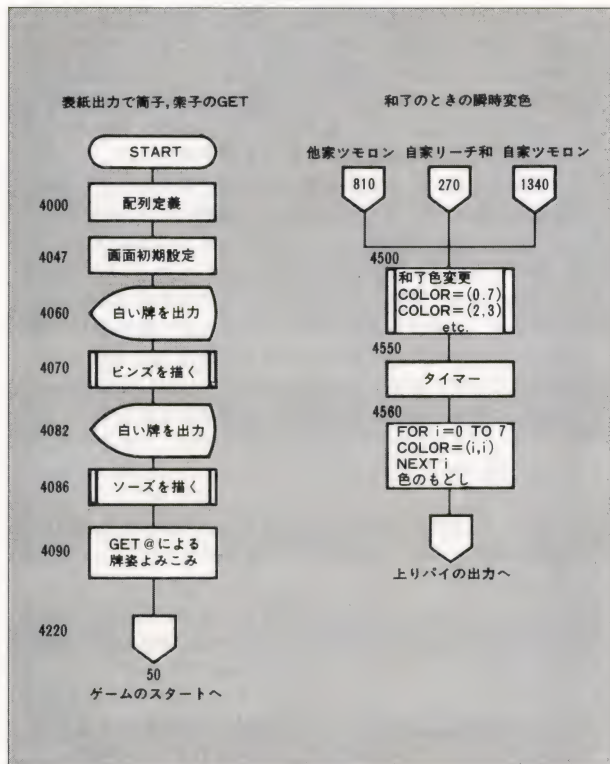 表紙出力で筒子,索子のGET
START
4000
配列定義
4047
画面初期設定
4060
白い牌を出力
4070
ピンズを描く
4082
白い牌を出力
4086
ソーズを描く
4090
GET@による
牌姿よみこみ
4220
50
ゲームのスタートへ
和了のときの瞬時変色
他家ツモロン 自家リーチ和 自家ツモロン
810 270 1340
4500
和了色変更
COLOR=(0.7)
COLOR=(2,3)
etc.
4550
タイマー
4560
FOR i=0 TO 7
COLOR=(i,i)
NEXT i
色のもどし
上りパイの出力へ